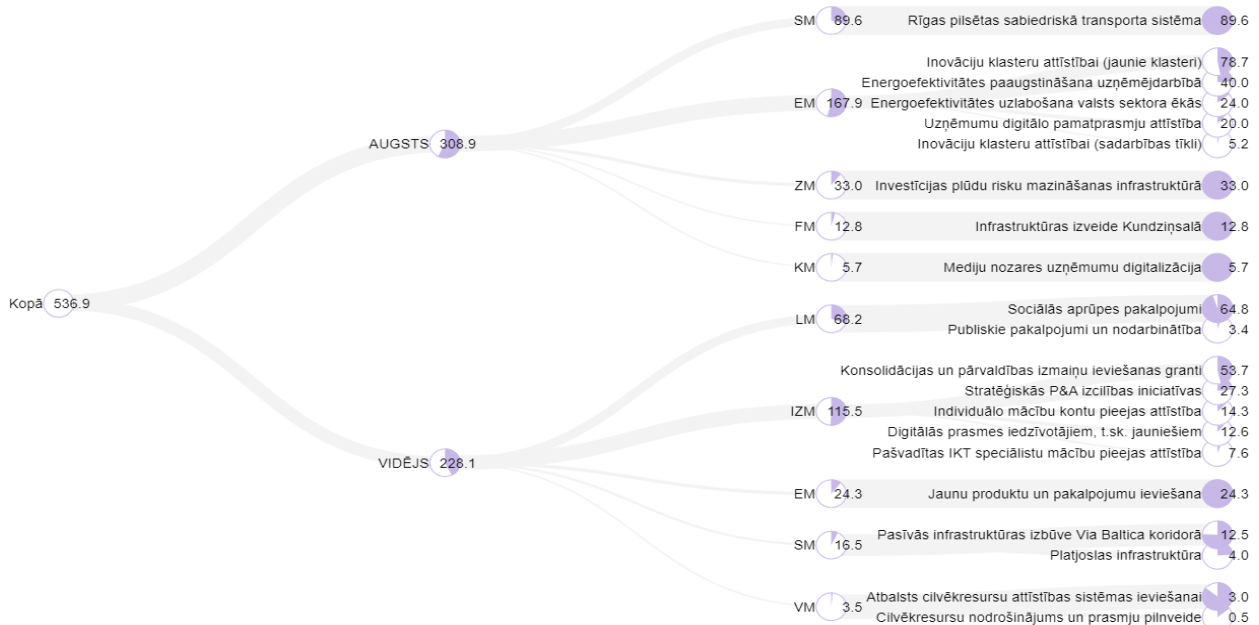 SM 89.6 Rīgas pilsētas sabiedriskā transporta sistēma 89.6
Inovāciju klasteru attīstībai (jaunie klasteri) 78.7
Energoefektivitātes paaugstināšana uzņēmējdarbībā 40.0
EM 167.9 Energoefektivitātes uzlabošana valsts sektora ēkās 24.0
Uzņēmumu digitālo pamatprasmju attīstība 20.0
AUGSTS 308.9
Inovāciju klasteru attīstībai (sadarbības tīkli) 5.2
ZM 33.0 Investīcijas plūdu risku mazināšanas infrastruktūrā 33.0
FM 12.8 Infrastruktūras izveide Kundziņsalā 12.8
KM 5.7 Mediju nozares uzņēmumu digitalizācija 5.7
Kopā 536.9
Sociālās aprūpes pakalpojumi 64.8
LM 68.2
Publiskie pakalpojumi un nodarbinātība 3.4
Konsolidācijas un pārvaldības izmaiņu ieviešanas granti 53.7
Stratēģiskās P&A izcilības iniciatīvas 27.3
IZM 115.5 Individuālo mācību kontu pieejas attīstība 14.3
Digitālās prasmes iedzīvotājiem, t.sk. jauniešiem 12.6
Pašvadītas IKT speciālistu mācību pieejas attīstība 7.6
VIDĒJS 228.1
EM 24.3 Jaunu produktu un pakalpojumu ieviešana 24.3
Pasīvās infrastruktūras izbūve Via Baltica koridorā 12.5
SM 16.5
Platjoslas infrastruktūra 4.0
Atbalsts cilvēkresursu attīstības sistēmas ieviešanai 3.0
VM 3.5
Cilvēkresursu nodrošinājums un prasmju pilnveide 0.5